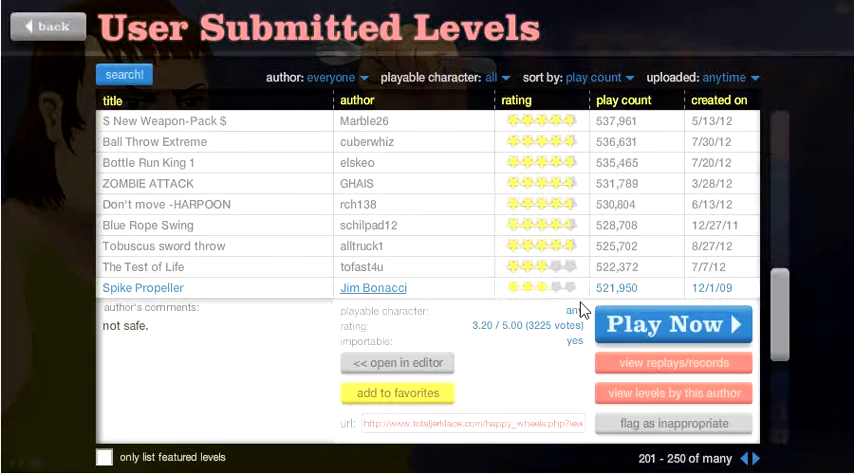 back
User Submitted Levels
search! author: everyone playable character: all sort by: play count uploaded: anytime
title author rating play count created on
$ New Weapon-Pack $ Marble26 537,961 5/13/12
Ball Throw Extreme cuberwhiz 536,631 7/30/12
Bottle Run King 1 elskeo 535,465 7/20/12
ZOMBIE ATTACK GHAIS 531,789 3/28/12
Don't move -HARPOON rch138 530,804 6/13/12
Blue Rope Swing schilpad12 528,708 12/27/11
Tobuscus sword throw alltruck1 525,702 8/27/12
The Test of Life tofast4u 522,372 7/7/12
Spike Propeller Jim Bonacci 521,950 12/1/09
author's comments:
not safe.
playable character:
rating: 3.20 / 5.00 (3225 votes)
importable: yes
<< open in editor
add to favorites
url: http://www.totaljerkface.com/happy_wheels.php?lev
Play Now
view replays/records
view levels by this author
flag as inappropriate
only list featured levels
201 - 250 of many